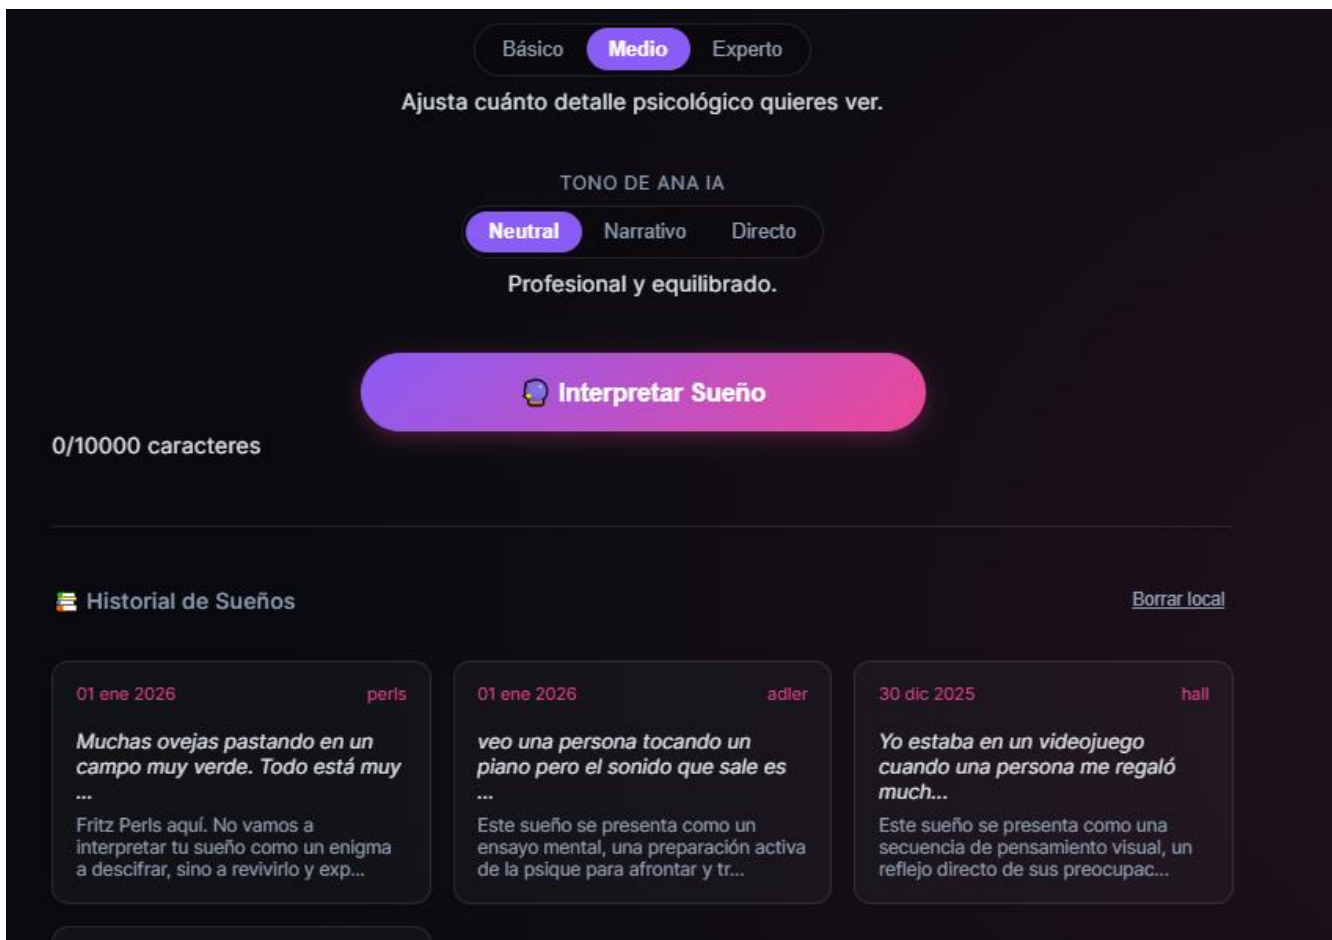 Básico Medio Experto
Ajusta cuánto detalle psicológico quieres ver.
TONO DE ANA IA
Neutral Narrativo Directo
Profesional y equilibrado.
Interpretar Sueño
0/10000 caracteres
Historial de Sueños
Borrar local
01 ene 2026 perls
Muchas ovejas pastando en un
campo muy verde. Todo está muy
...
Fritz Perls aquí. No vamos a
interpretar tu sueño como un enigma
a descifrar, sino a revivirlo y exp...
01 ene 2026 adler
veo una persona tocando un
piano pero el sonido que sale es
...
Este sueño se presenta como un
ensayo mental, una preparación activa
de la psique para afrontar y tr...
30 dic 2025 hall
Yo estaba en un videojuego
cuando una persona me regaló
much...
Este sueño se presenta como una
secuencia de pensamiento visual, un
reflejo directo de sus preocupac...